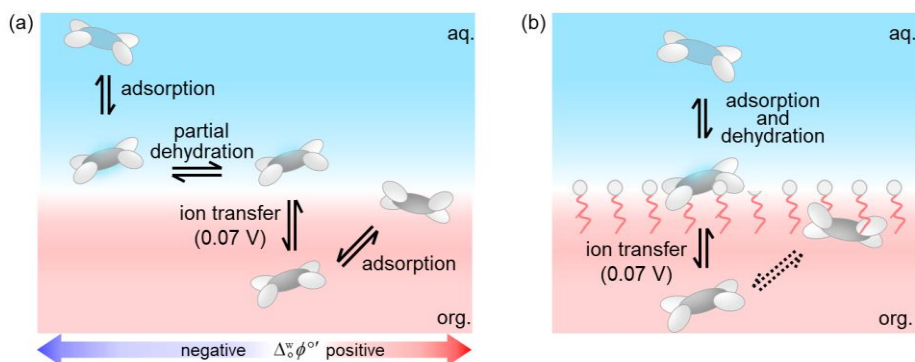 (a)
aq.
adsorption
partial
dehydration
ion transfer
(0.07 V)
adsorption
org.
negative Δ_o^w ϕ^o′ positive
(b)
aq.
adsorption
and
dehydration
ion transfer
(0.07 V)
org.